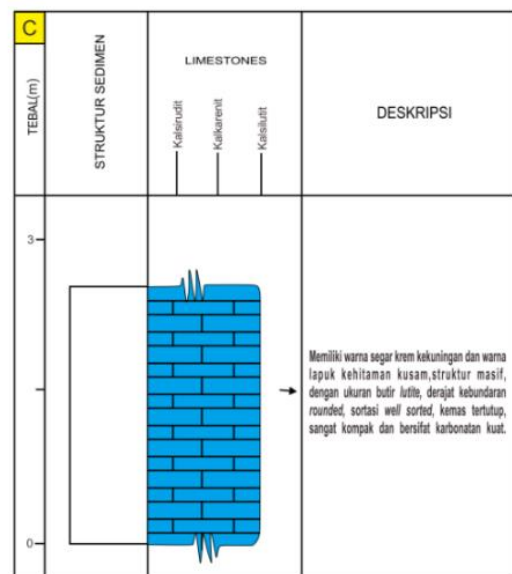 C
TEBAL(m)
STRUKTUR SEDIMEN
LIMESTONES
Kalsirudit
Kalkarenit
Kalsilutit
DESKRIPSI
3
0
Memiliki warna segar krem kekuningan dan warna
lapuk kehitaman kusam,struktur masif,
dengan ukuran butir lutite, derajat kebundaran
rounded, sortasi well sorted, kemas tertutup,
sangat kompak dan bersifat karbonatan kuat.